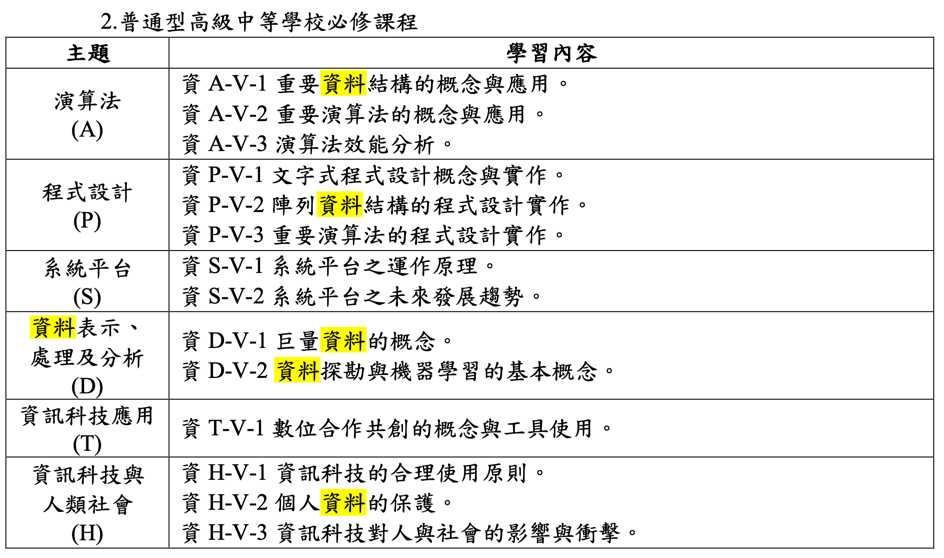 2.普通型高級中等學校必修課程
主題
學習內容
演算法
(A)
資 A-V-1 重要資料結構的概念與應用。
資 A-V-2 重要演算法的概念與應用。
資 A-V-3 演算法效能分析。
程式設計
(P)
資 P-V-1 文字式程式設計概念與實作。
資 P-V-2 陣列資料結構的程式設計實作。
資 P-V-3 重要演算法的程式設計實作。
系統平台
(S)
資 S-V-1 系統平台之運作原理。
資 S-V-2 系統平台之未來發展趨勢。
資料表示、
處理及分析
(D)
資 D-V-1 巨量資料的概念。
資 D-V-2 資料探勘與機器學習的基本概念。
資訊科技應用
(T)
資 T-V-1 數位合作共創的概念與工具使用。
資訊科技與
人類社會
(H)
資 H-V-1 資訊科技的合理使用原則。
資 H-V-2 個人資料的保護。
資 H-V-3 資訊科技對人與社會的影響與衝擊。